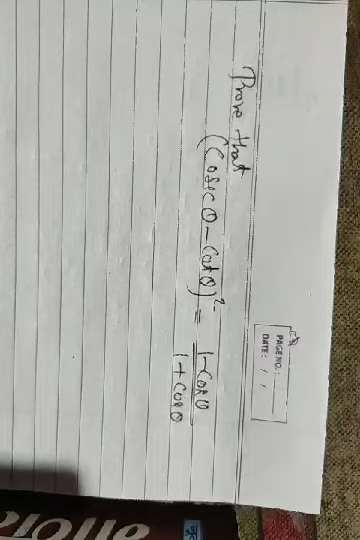 PAGE NO.:
DATE: / /
Prove that
(Cosec θ - Cot θ)² = 1-cos θ / 1 + cos θ